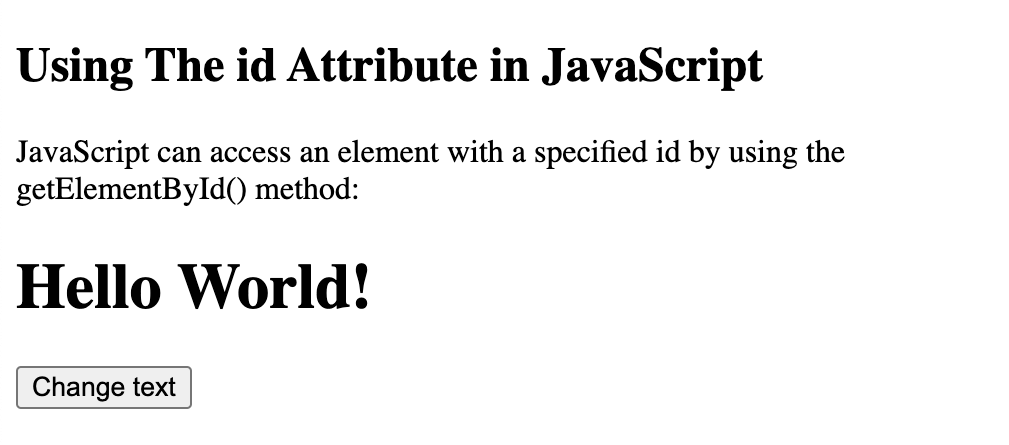 Using The id Attribute in JavaScript
JavaScript can access an element with a specified id by using the
getElementById() method:
Hello World!
Change text